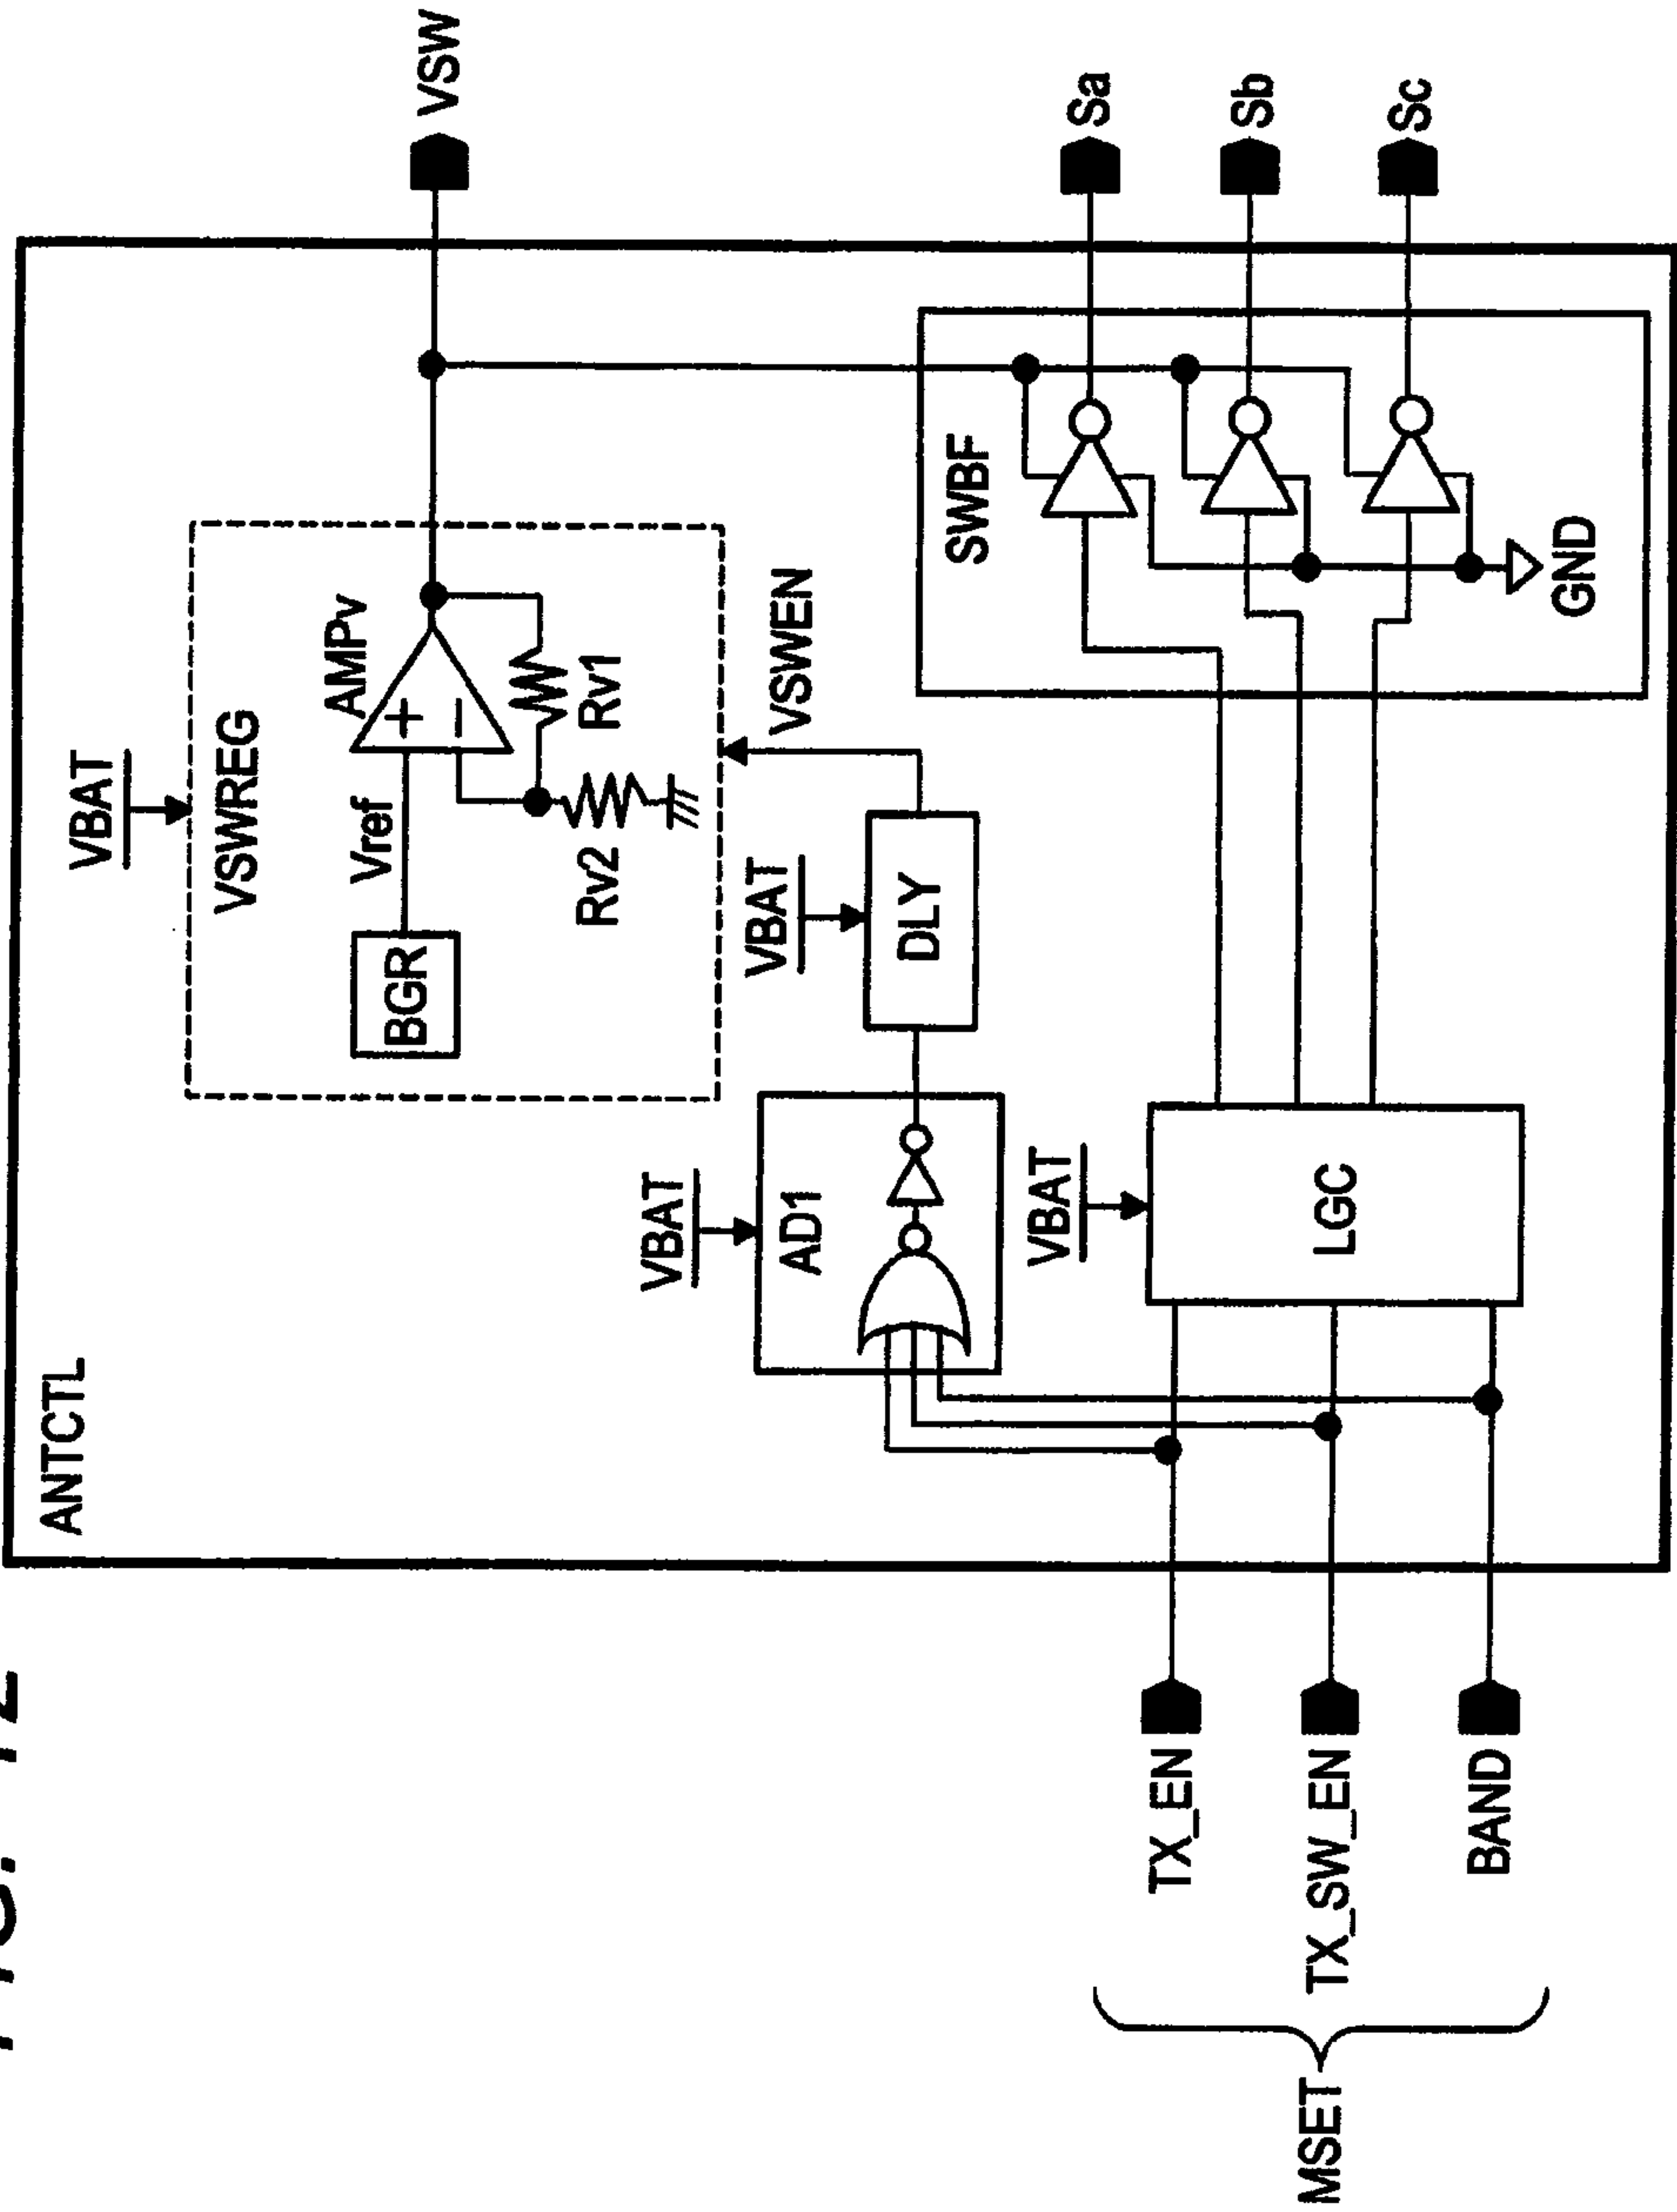 ANTCTL
VBAT
VSWREG
BGR
Vref
AMPv
Rv2
Rv1
VSW
VBAT
AD1
VBAT
DLY
VSWEN
VBAT
LGC
SWBF
GND
Sa
Sb
Sc
TX_EN
TX_SW_EN
BAND
MSET